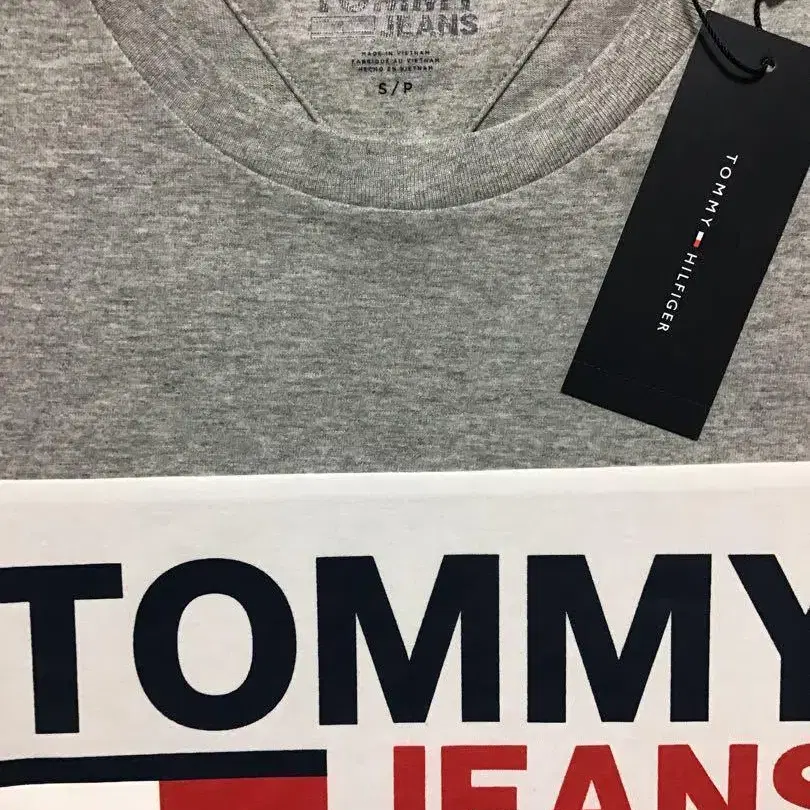 TOMMY
JEANS
MADE IN VIETNAM
FABRIQUÉ AU VIETNAM
HECHO EN VIETNAM
S/P
TOMMY HILFIGER
TOMMY
JEANS